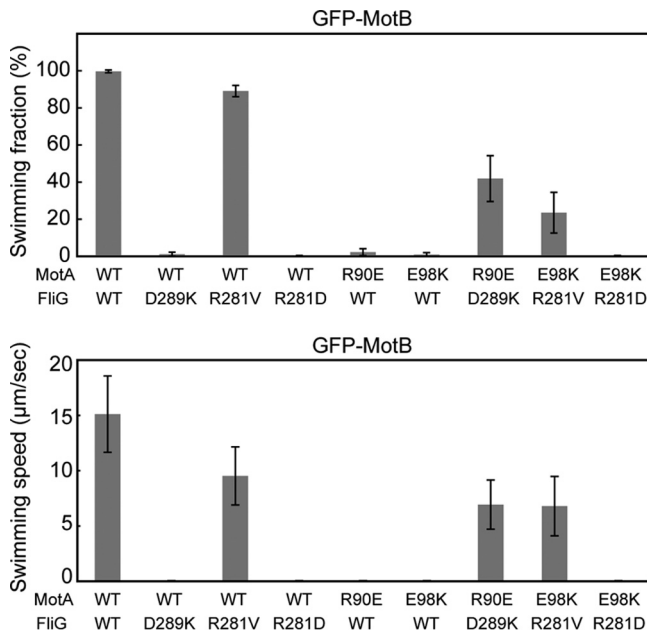 GFP-MotB
Swimming fraction (%)
100
80
60
40
20
0
MotA WT WT WT WT R90E E98K R90E E98K E98K
FliG WT D289K R281V R281D WT WT D289K R281V R281D
GFP-MotB
Swimming speed (μm/sec)
20
15
10
5
0
MotA WT WT WT WT R90E E98K R90E E98K E98K
FliG WT D289K R281V R281D WT WT D289K R281V R281D